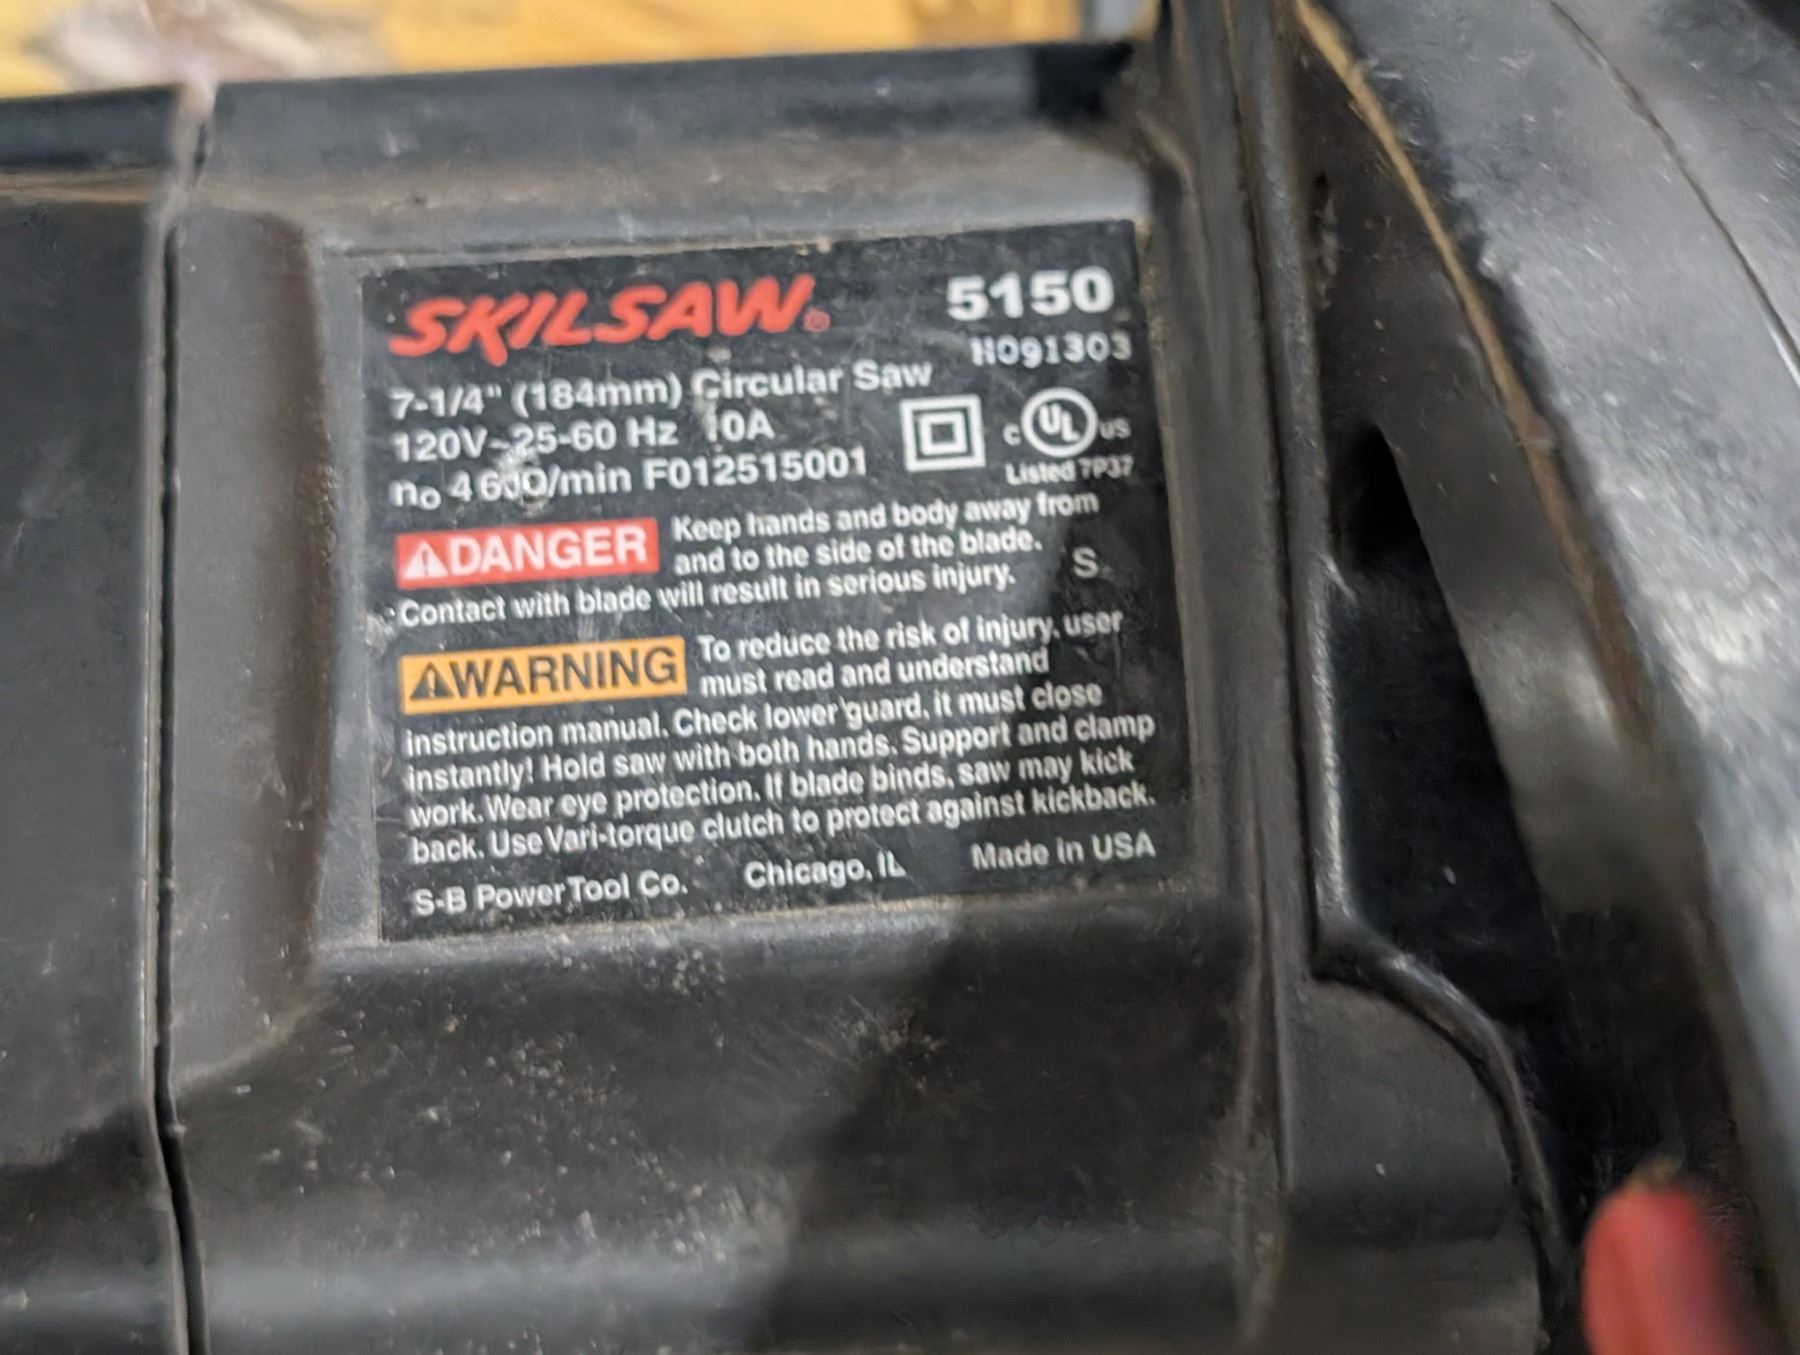 SKILSAW® 5150
H091303
7-1/4" (184mm) Circular Saw
120V~25-60 Hz 10A
n₀ 4600/min F012515001
c UL us
Listed 7P37
DANGER Keep hands and body away from
and to the side of the blade.
Contact with blade will result in serious injury. S
WARNING To reduce the risk of injury, user
must read and understand
instruction manual. Check lower guard, it must close
instantly! Hold saw with both hands. Support and clamp
work. Wear eye protection. If blade binds, saw may kick
back. Use Vari-torque clutch to protect against kickback.
S-B Power Tool Co. Chicago, IL Made in USA